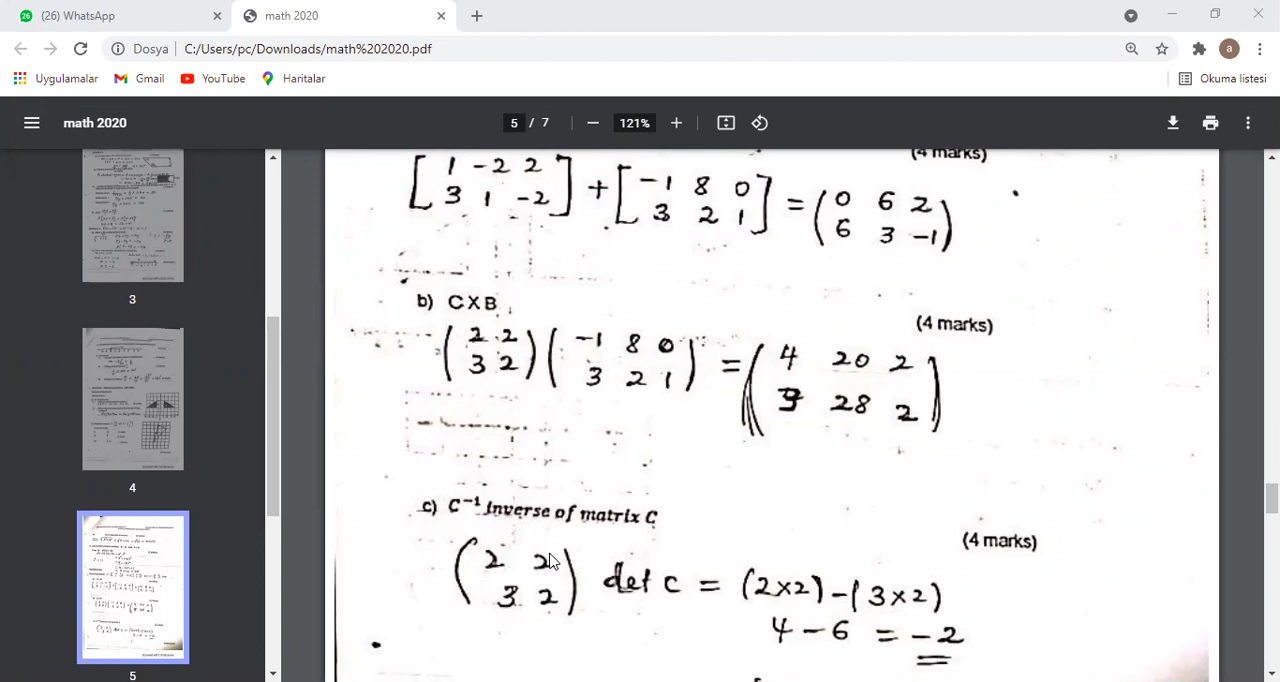 (26) WhatsApp
math 2020
Dosya C:/Users/pc/Downloads/math%202020.pdf
a
Uygulamalar Gmail YouTube Haritalar Okuma listesi
math 2020 5 / 7 121%
(4 marks)
[1 -2 2] + [-1 8 0] = (0 6 2)
[3 1 -2] [3 2 1] (6 3 -1)
b) C X B (4 marks)
(2 2) (-1 8 0) = (4 20 2)
(3 2) (3 2 1) (3 28 2)
c) C⁻¹ Inverse of matrix C (4 marks)
(2 2) det C = (2×2) - (3×2)
(3 2) 4 - 6 = -2
3
4
5